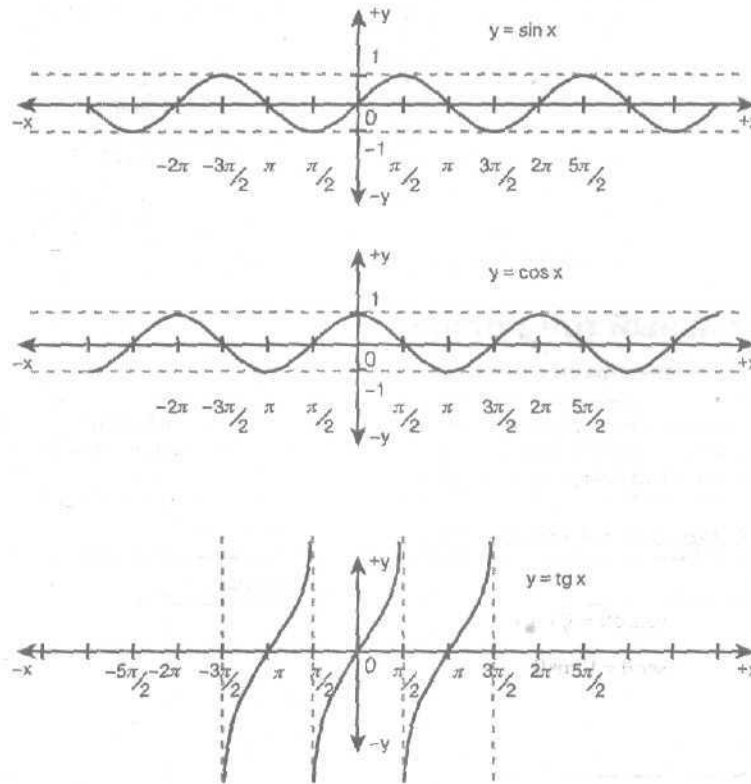 +y
y = sin x
1
-x 0 +x
-1
-2π -3π/2 π π/2 π/2 π 3π/2 2π 5π/2
-y
+y
y = cos x
1
-x 0 +x
-1
-2π -3π/2 π π/2 π/2 π 3π/2 2π 5π/2
-y
+y
y = tg x
-x 0 +x
-5π/2 -2π -3π/2 π π/2 π/2 π 3π/2 2π 5π/2
-y